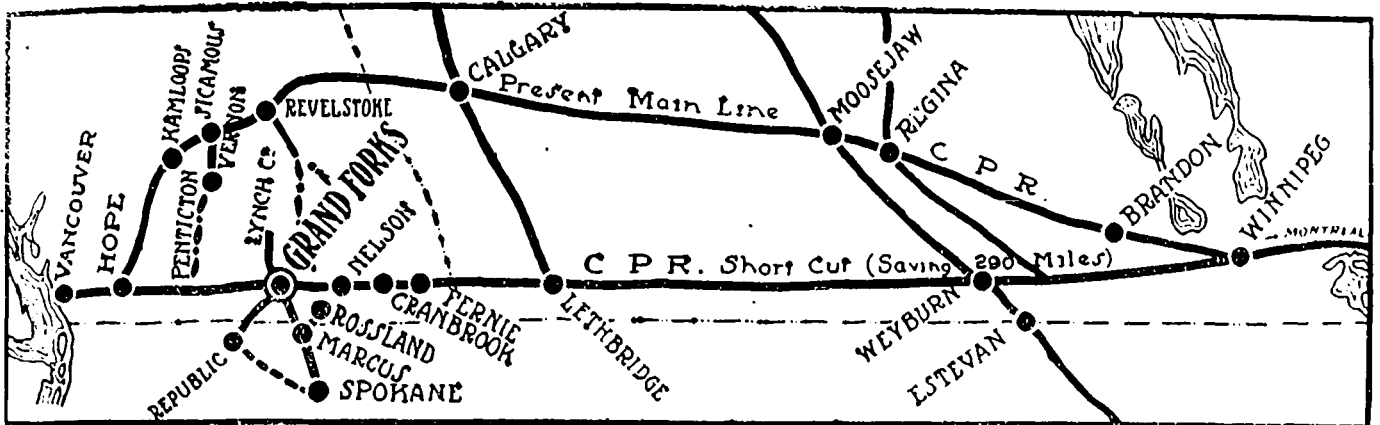 VANCOUVER
HOPE
KAMLOOPS
SICAMOUS
VERNON
PENTICTON
REVELSTOKE
LYNCH CR.
GRAND FORKS
NELSON
CALGARY
Present Main Line
MOOSEJAW
REGINA
C P R
BRANDON
WINNIPEG
MONTREAL
C P R. Short Cut (Saving 290 Miles)
CRANBROOK
FERNIE
LETHBRIDGE
WEYBURN
ESTEVAN
ROSSLAND
MARCUS
REPUBLIC
SPOKANE